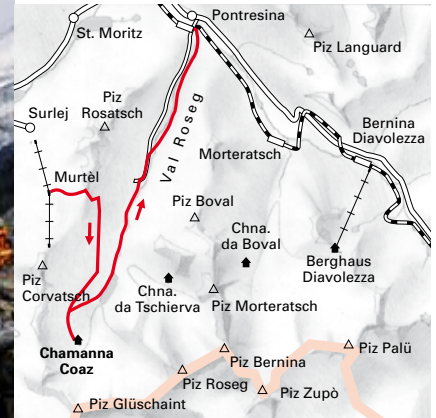 Pontresina
St. Moritz
Piz Languard
Surlej
Piz
Rosatsch
Val Roseg
Bernina
Diavolezza
Morteratsch
Murtèl
Piz Boval
Chna.
da Boval
Piz
Corvatsch
Chna.
da Tschierva
Berghaus
Diavolezza
Piz Morteratsch
Chamanna
Coaz
Piz Bernina
Piz Palü
Piz Roseg
Piz Zupò
Piz Glüschaint